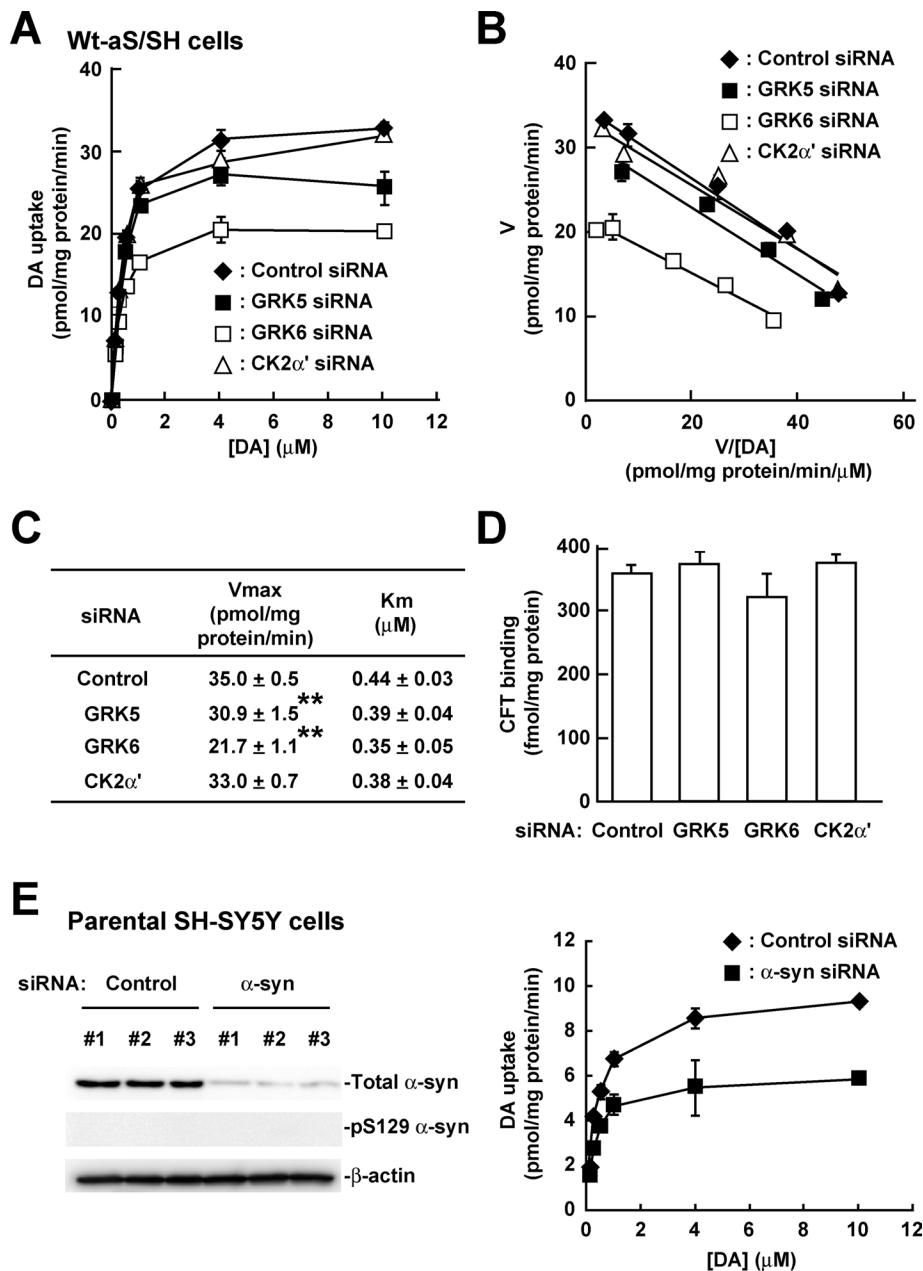 A Wt-aS/SH cells
DA uptake
(pmol/mg protein/min)
40
30
20
10
0
0 2 4 6 8 10 12
[DA] (μM)
: Control siRNA
: GRK5 siRNA
: GRK6 siRNA
: CK2α' siRNA
B
: Control siRNA
: GRK5 siRNA
: GRK6 siRNA
: CK2α' siRNA
V
(pmol/mg protein/min)
40
30
20
10
0
0 20 40 60
V/[DA]
(pmol/mg protein/min/μM)
C
siRNA Vmax (pmol/mg protein/min) Km (μM)
Control 35.0 ± 0.5 0.44 ± 0.03
GRK5 30.9 ± 1.5** 0.39 ± 0.04
GRK6 21.7 ± 1.1** 0.35 ± 0.05
CK2α' 33.0 ± 0.7 0.38 ± 0.04
D
CFT binding
(fmol/mg protein)
400
300
360
100
0
siRNA: Control GRK5 GRK6 CK2α'
E Parental SH-SY5Y cells
siRNA: Control α-syn
#1 #2 #3 #1 #2 #3
-Total α-syn
-pS129 α-syn
-β-actin
: Control siRNA
: α-syn siRNA
DA uptake
(pmol/mg protein/min)
12
10
8
6
4
2
0
0 2 4 6 8 10 12
[DA] (μM)